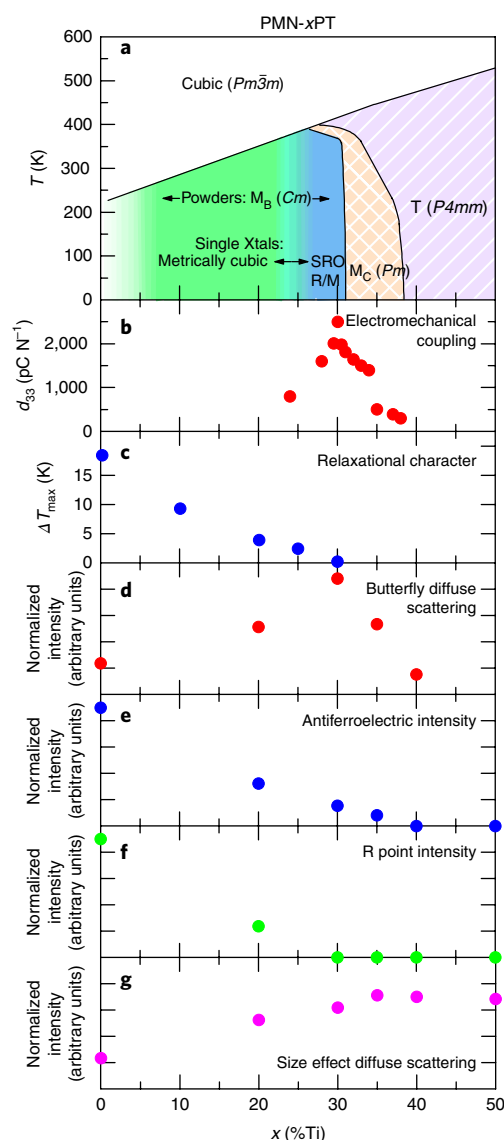 PMN-xPT
a
600
500
400
300
200
100
0
T
(K)
Cubic (Pm3̅m)
Powders: M_B (Cm)
Single Xtals:
Metrically cubic
SRO
R/M
M_C (Pm)
T
(P4mm)
b
2,000
1,000
0
d33 (pC N−1)
Electromechanical
coupling
c
15
10
5
0
ΔTmax (K)
Relaxational character
d
Normalized
intensity
(arbitrary units)
Butterfly diffuse
scattering
e
Normalized
intensity
(arbitrary units)
Antiferroelectric intensity
f
Normalized
intensity
(arbitrary units)
R point intensity
g
Normalized
intensity
(arbitrary units)
Size effect diffuse scattering
0 10 20 30 40 50
x (%Ti)